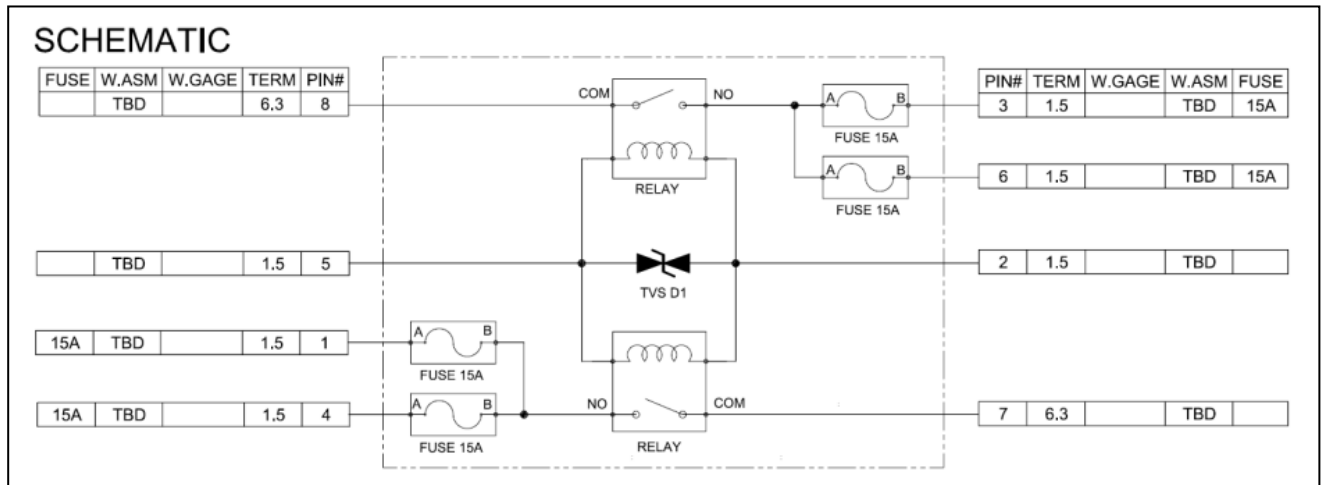 SCHEMATIC
FUSE W.ASM W.GAGE TERM PIN#
TBD 6.3 8
COM NO
A B
FUSE 15A
PIN# TERM W.GAGE W.ASM FUSE
3 1.5 TBD 15A
RELAY
A B
FUSE 15A
6 1.5 TBD 15A
TBD 1.5 5
TVS D1
2 1.5 TBD
15A TBD 1.5 1
A B
FUSE 15A
15A TBD 1.5 4
A B
FUSE 15A
NO COM
RELAY
7 6.3 TBD